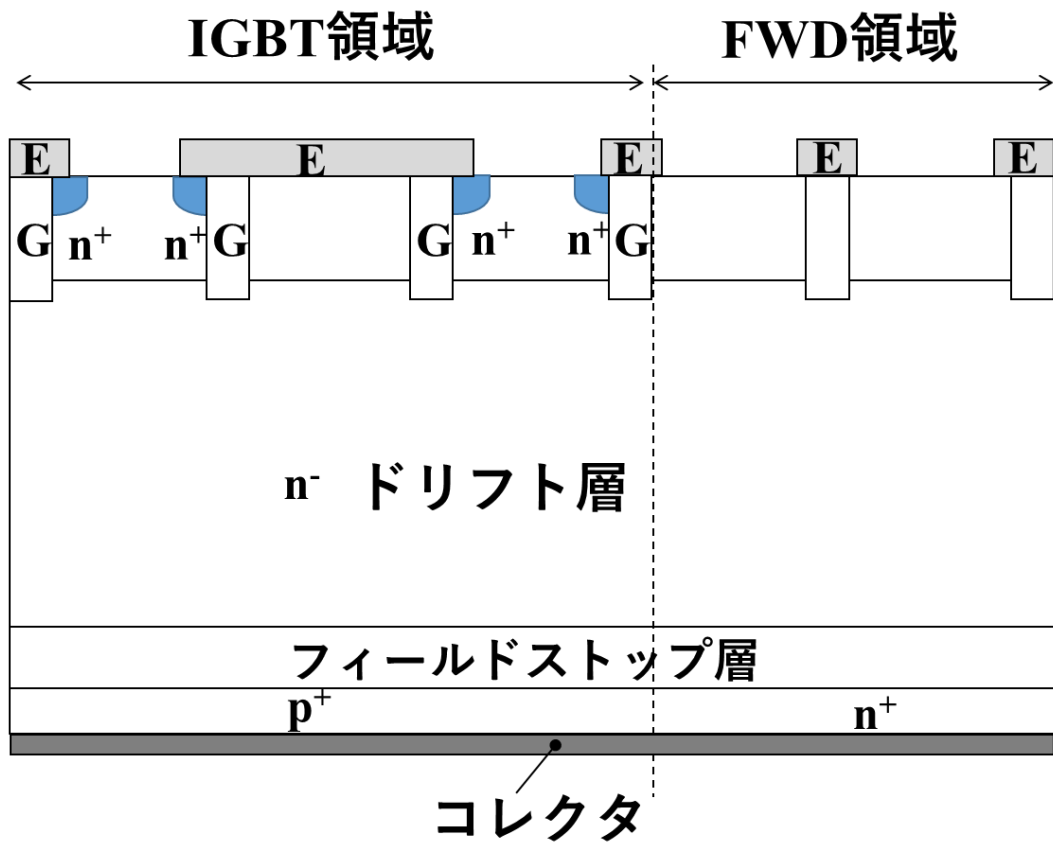 IGBT領域 FWD領域
E E E E E
G n⁺ n⁺ G G n⁺ n⁺ G
n⁻ ドリフト層
フィールドストップ層
p⁺ n⁺
コレクタ